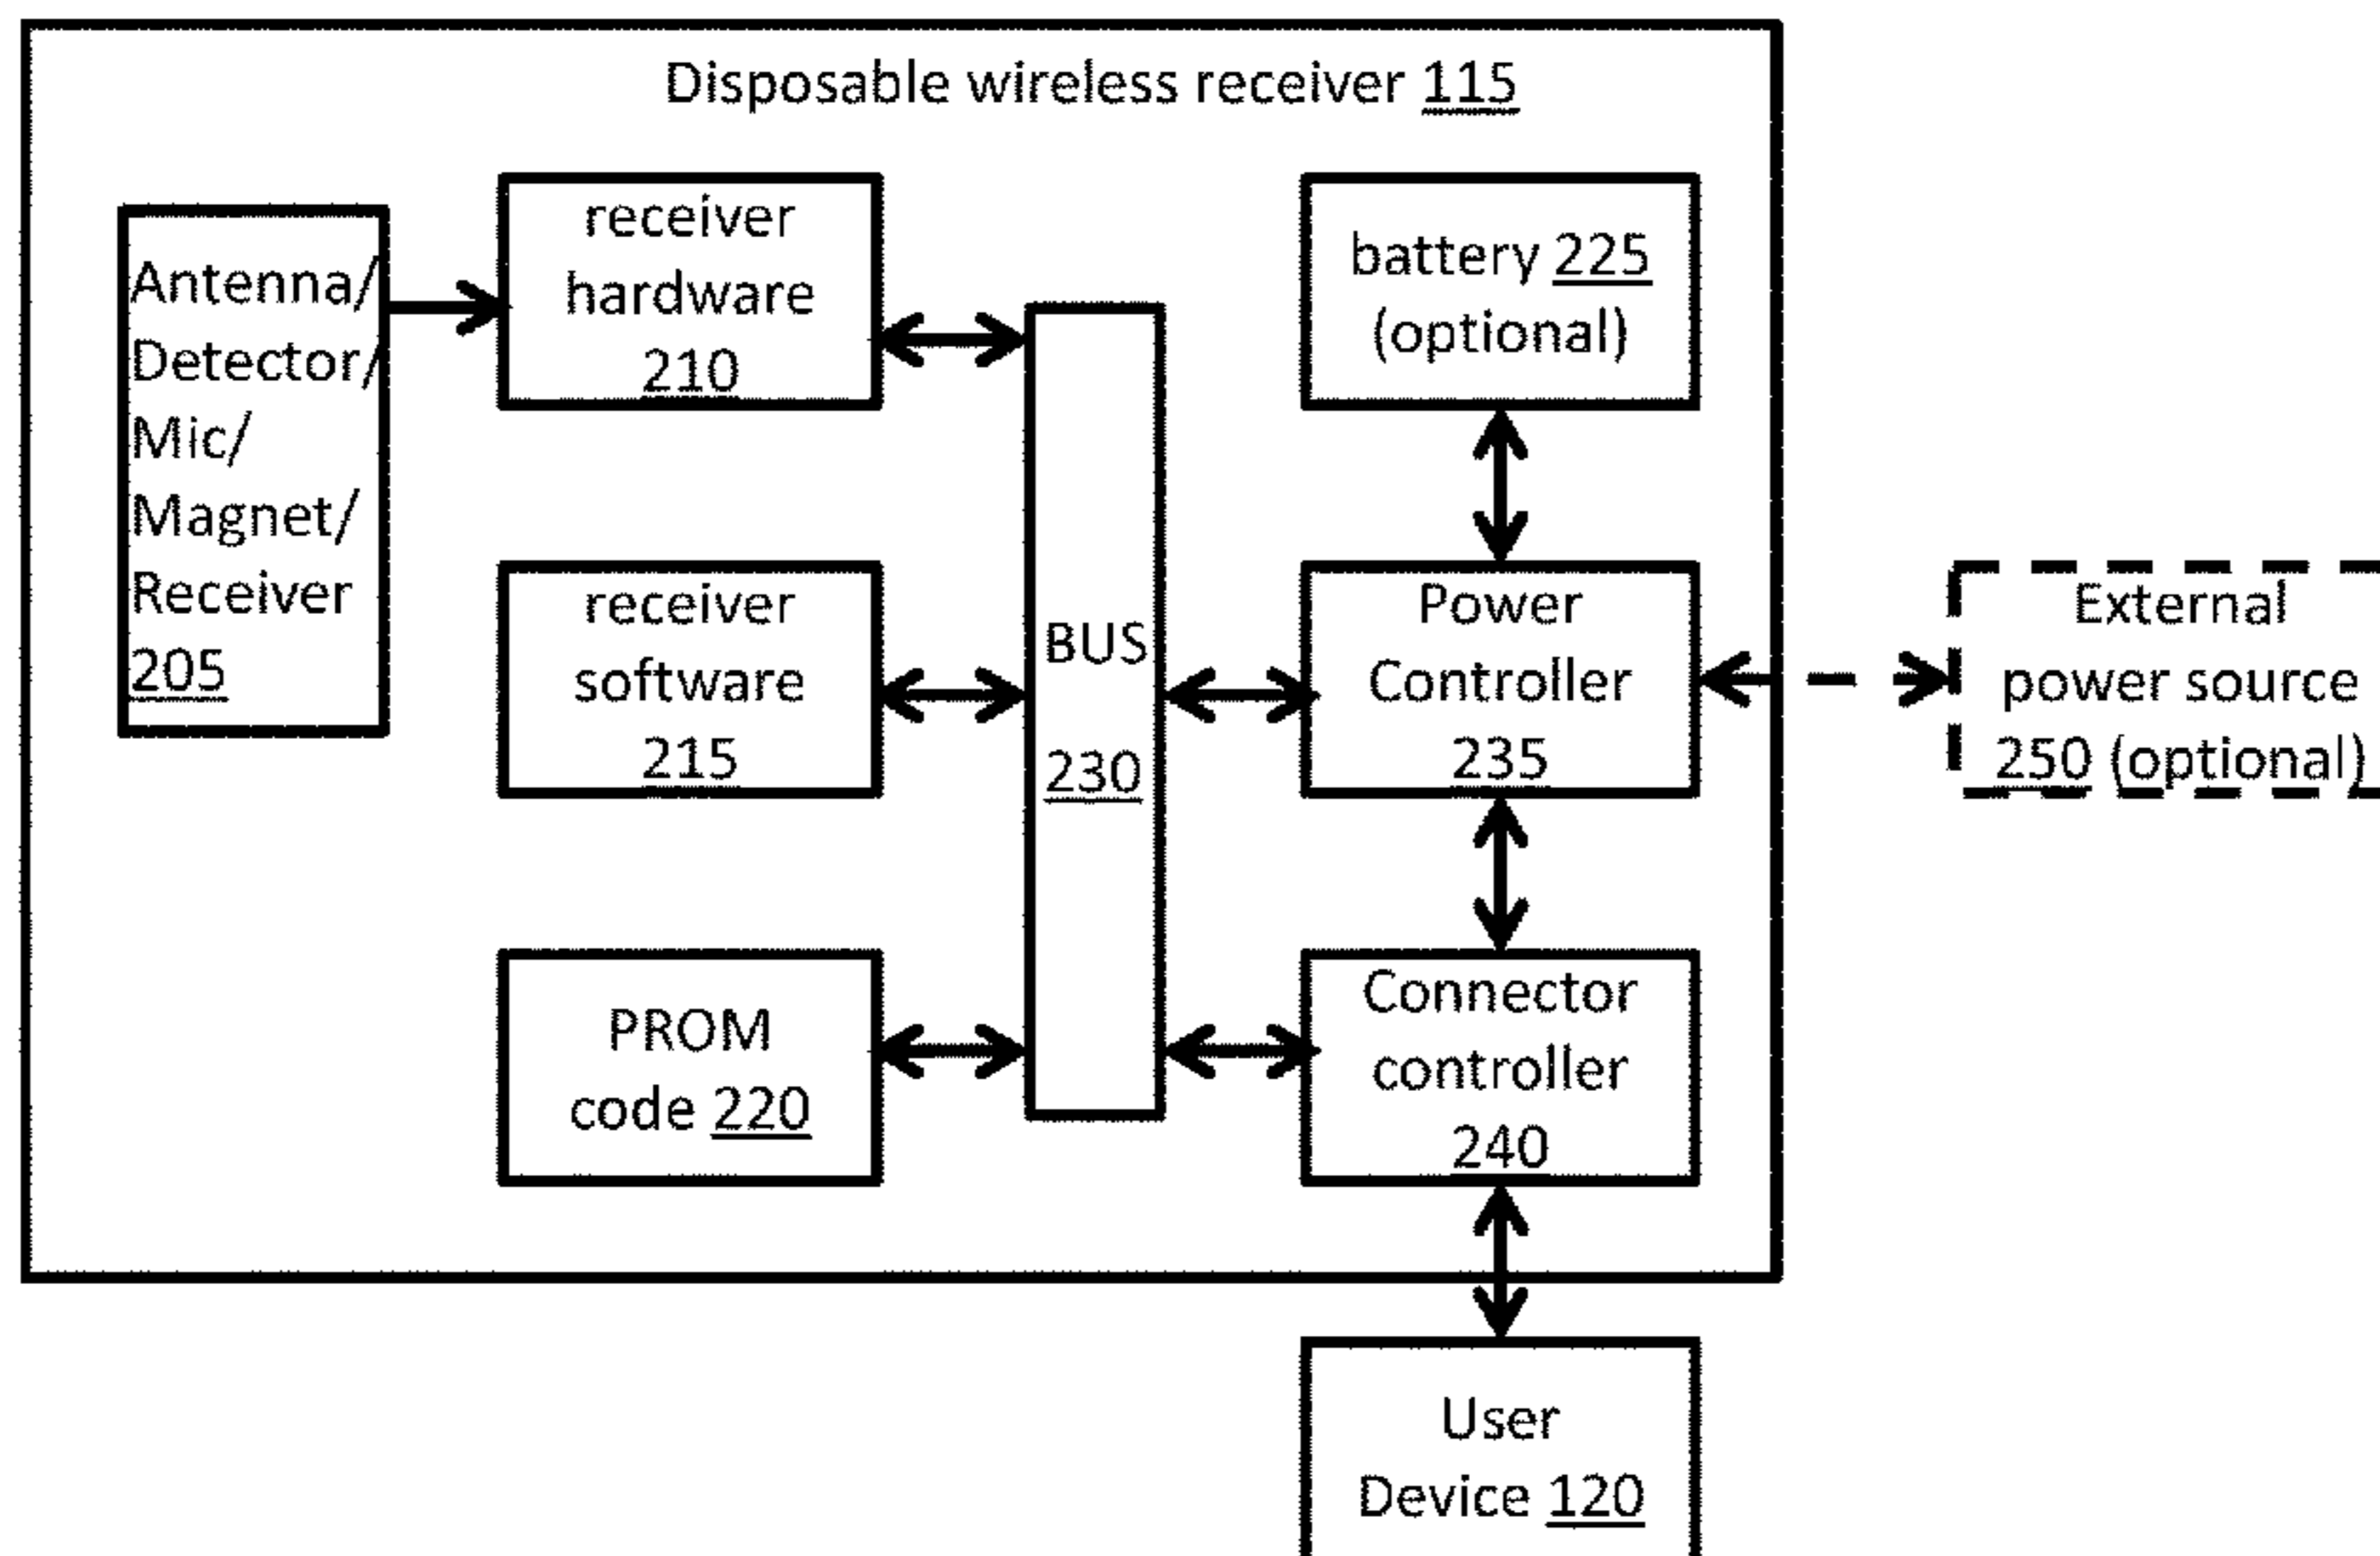 Disposable wireless receiver 115
Antenna/
Detector/
Mic/
Magnet/
Receiver
205
receiver
hardware
210
receiver
software
215
PROM
code 220
BUS
230
battery 225
(optional)
Power
Controller
235
Connector
controller
240
External
power source
250 (optional)
User
Device 120